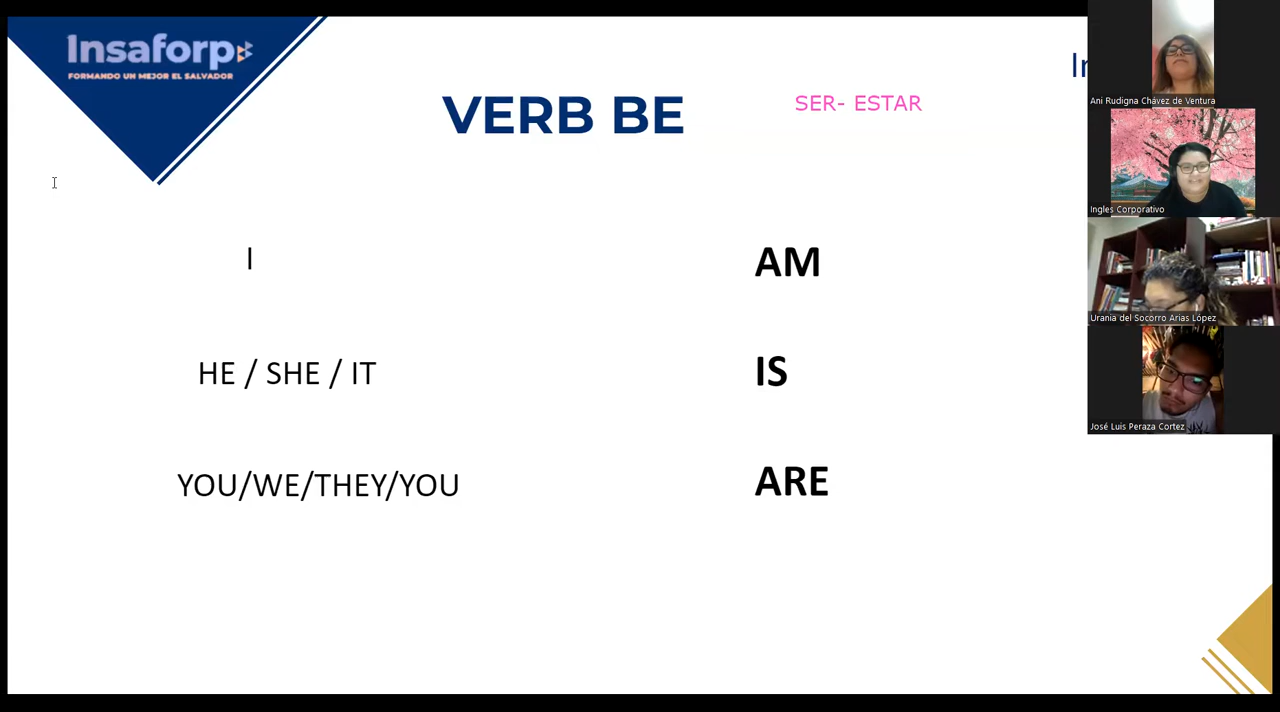 Insaforp
FORMANDO UN MEJOR EL SALVADOR
VERB BE
SER- ESTAR
I
AM
HE / SHE / IT
IS
YOU/WE/THEY/YOU
ARE
Ani Rudigna Chávez de Ventura
Ingles Corporativo
Urania del Socorro Arias López
José Luis Peraza Cortez